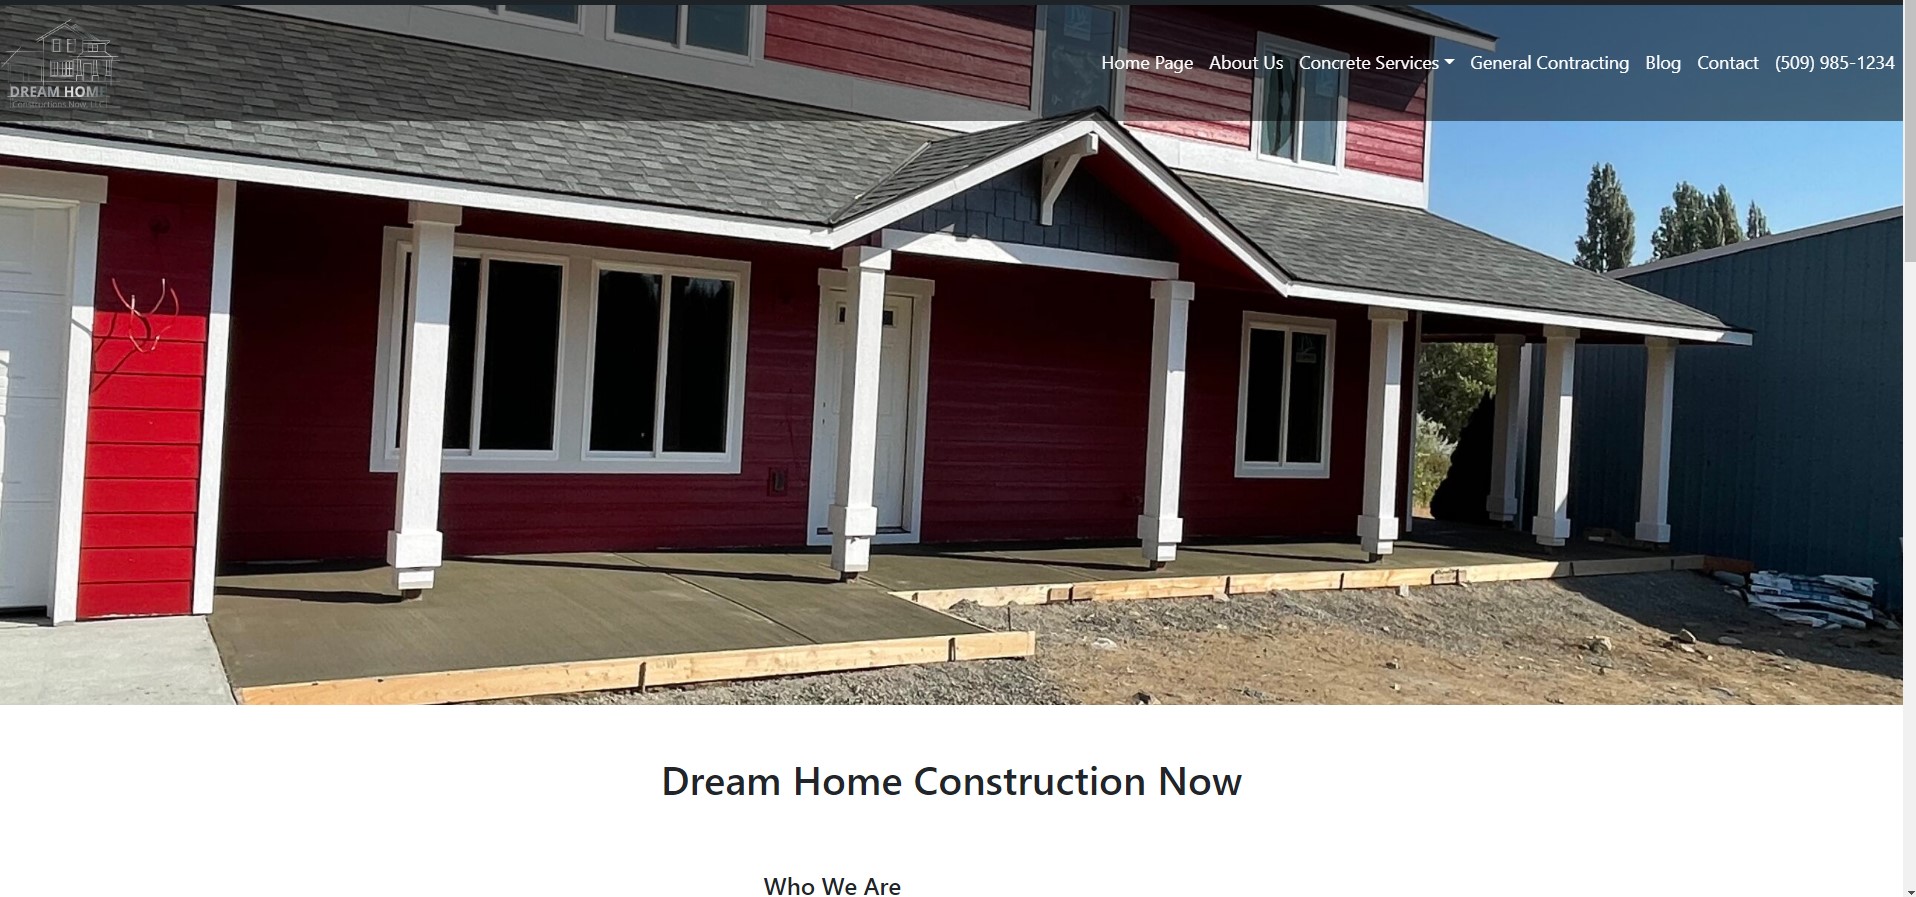 DREAM HOME
Constructions Now, LLC
Home Page About Us Concrete Services General Contracting Blog Contact (509) 985-1234
Dream Home Construction Now
Who We Are